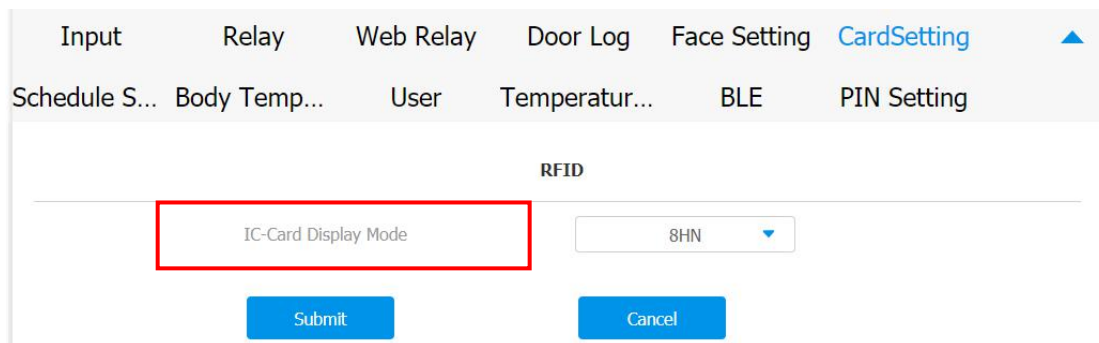 Input Relay Web Relay Door Log Face Setting CardSetting
Schedule S... Body Temp... User Temperatur... BLE PIN Setting
RFID
IC-Card Display Mode 8HN
Submit Cancel